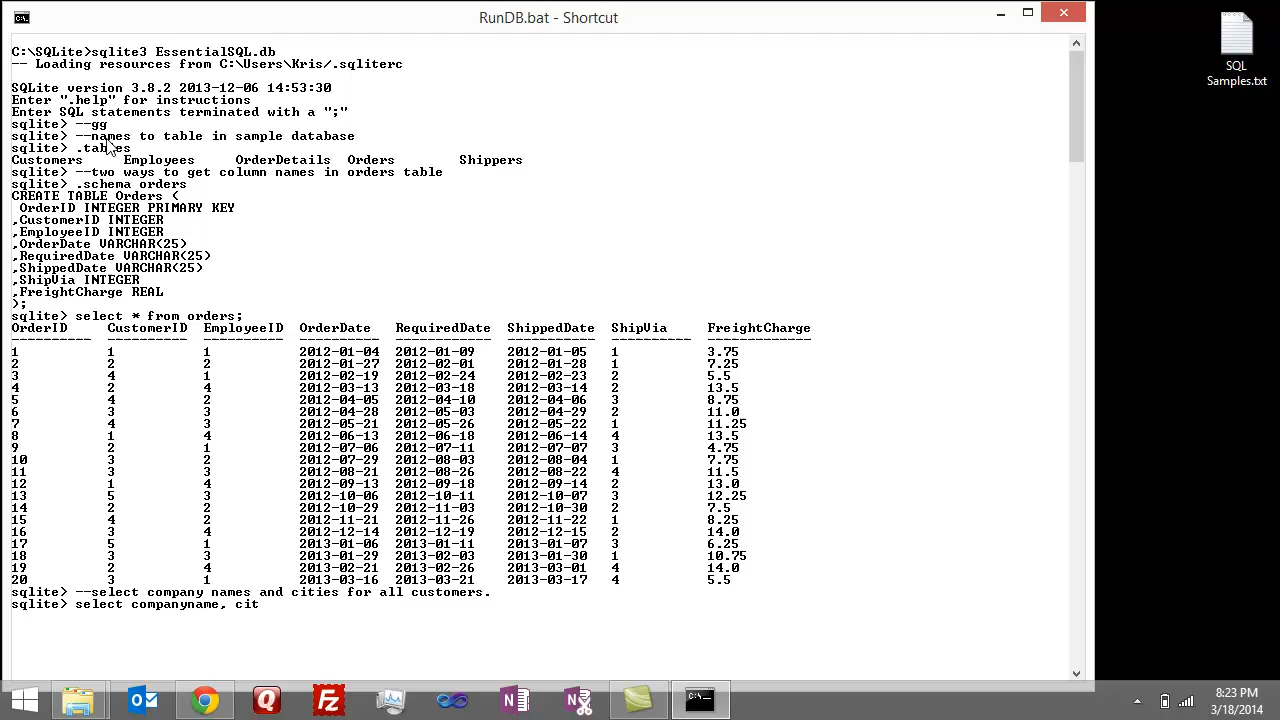 RunDB.bat - Shortcut
C:\SQLite>sqlite3 EssentialSQL.db
-- Loading resources from C:\Users\Kris/.sqliterc
SQLite version 3.8.2 2013-12-06 14:53:30
Enter ".help" for instructions
Enter SQL statements terminated with a ";"
sqlite> --gg
sqlite> --names to table in sample database
sqlite> .tables
Customers Employees OrderDetails Orders Shippers
sqlite> --two ways to get column names in orders table
sqlite> .schema orders
CREATE TABLE Orders (
OrderID INTEGER PRIMARY KEY
,CustomerID INTEGER
,EmployeeID INTEGER
,OrderDate VARCHAR(25)
,RequiredDate VARCHAR(25)
,ShippedDate VARCHAR(25)
,ShipVia INTEGER
,FreightCharge REAL
);
sqlite> select * from orders;
OrderID CustomerID EmployeeID OrderDate RequiredDate ShippedDate ShipVia FreightCharge
---------- ---------- ---------- ---------- ------------ ----------- ---------- -------------
1 1 1 2012-01-04 2012-01-09 2012-01-05 1 3.75
2 2 2 2012-01-27 2012-02-01 2012-01-28 1 7.25
3 4 1 2012-02-19 2012-02-24 2012-02-23 2 5.5
4 2 4 2012-03-13 2012-03-18 2012-03-14 2 13.5
5 4 2 2012-04-05 2012-04-10 2012-04-06 3 8.75
6 3 3 2012-04-28 2012-05-03 2012-04-29 2 11.0
7 4 3 2012-05-21 2012-05-26 2012-05-22 1 11.25
8 1 4 2012-06-13 2012-06-18 2012-06-14 4 13.5
9 2 1 2012-07-06 2012-07-11 2012-07-07 3 4.75
10 3 2 2012-07-29 2012-08-03 2012-08-04 1 7.75
11 3 3 2012-08-21 2012-08-26 2012-08-22 4 11.5
12 1 4 2012-09-13 2012-09-18 2012-09-14 2 13.0
13 5 3 2012-10-06 2012-10-11 2012-10-07 3 12.25
14 2 2 2012-10-29 2012-11-03 2012-10-30 2 7.5
15 4 2 2012-11-21 2012-11-26 2012-11-22 1 8.25
16 3 4 2012-12-14 2012-12-19 2012-12-15 2 14.0
17 5 1 2013-01-06 2013-01-11 2013-01-07 3 6.25
18 3 3 2013-01-29 2013-02-03 2013-01-30 1 10.75
19 2 4 2013-02-21 2013-02-26 2013-03-01 4 14.0
20 3 1 2013-03-16 2013-03-21 2013-03-17 4 5.5
sqlite> --select company names and cities for all customers.
sqlite> select companyname, cit
SQL
Samples.txt
8:23 PM
3/18/2014